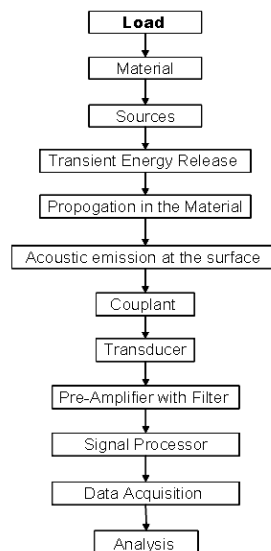 Load
Material
Sources
Transient Energy Release
Propogation in the Material
Acoustic emission at the surface
Couplant
Transducer
Pre-Amplifier with Filter
Signal Processor
Data Acquisition
Analysis